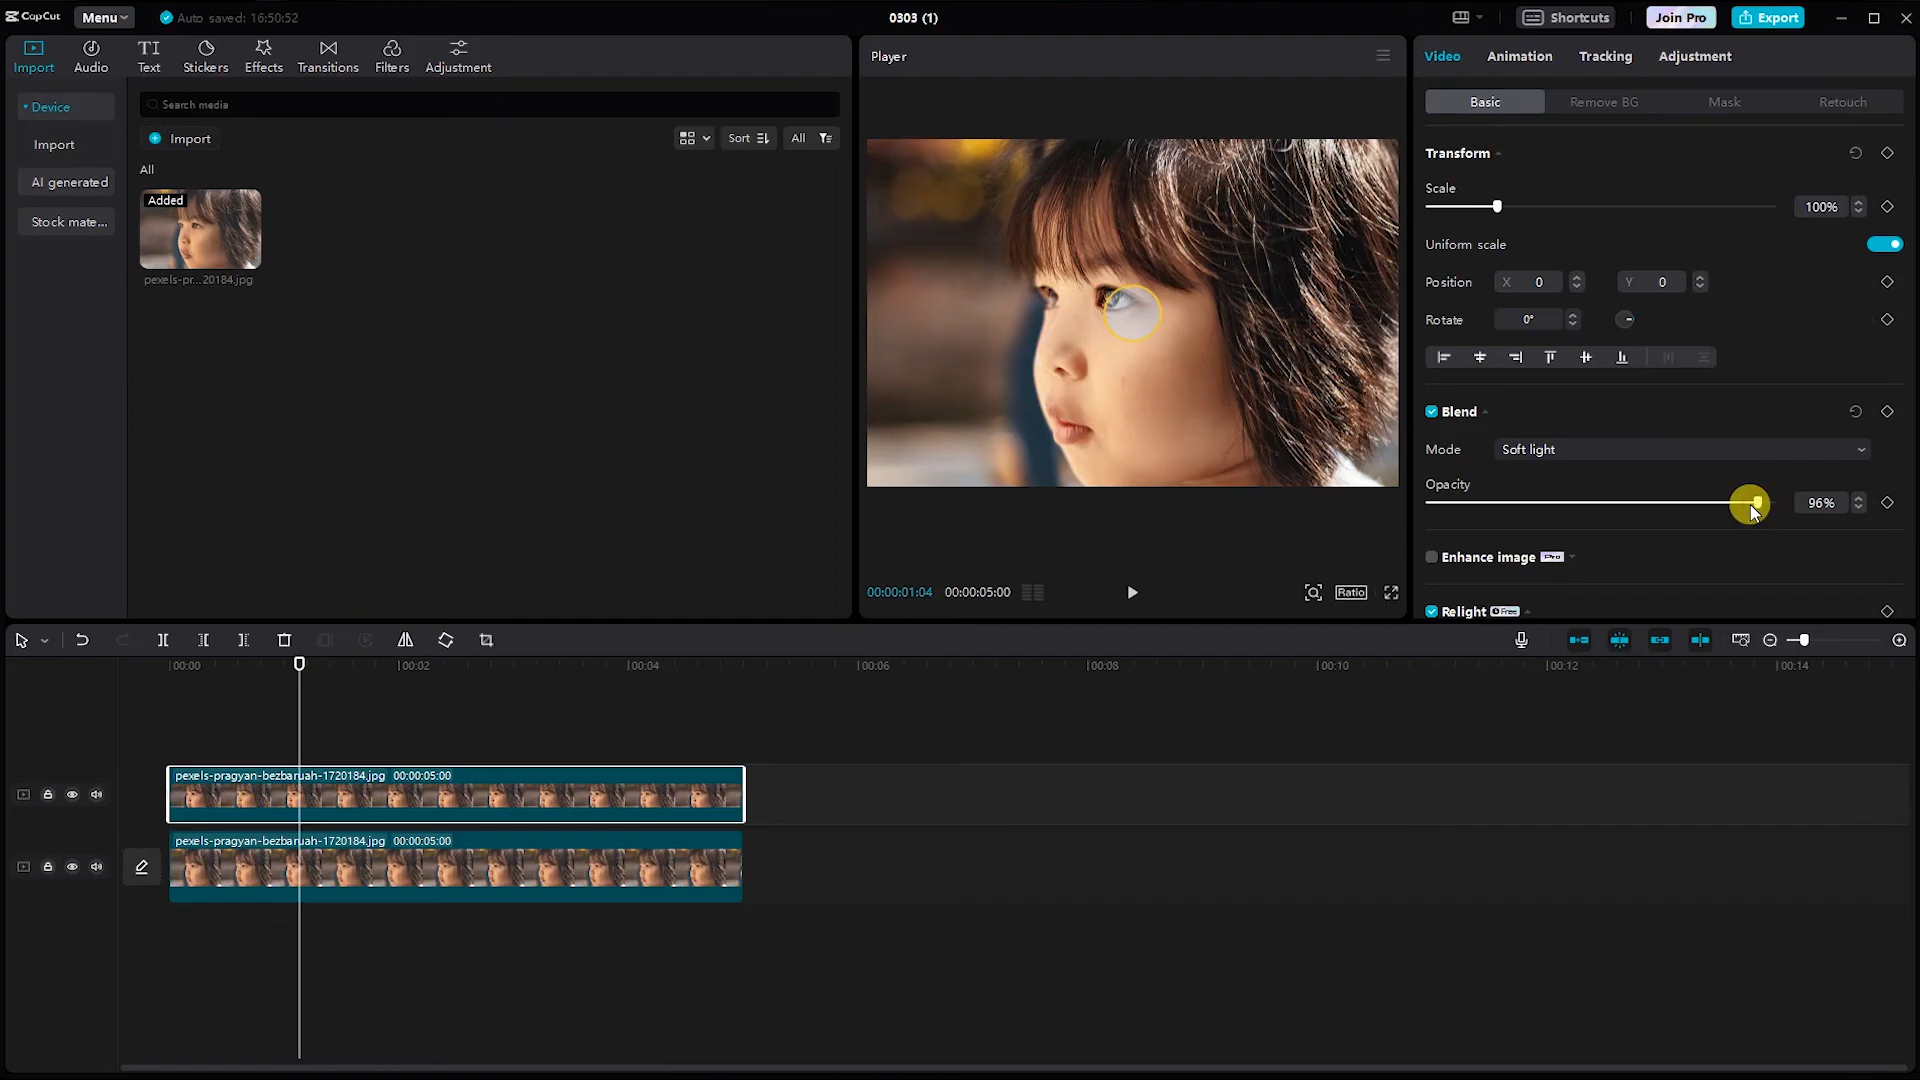 CapCut
Menu
Auto saved: 16:50:52
0303 (1)
Shortcuts
Join Pro
Export
Import
Audio
Text
Stickers
Effects
Transitions
Filters
Adjustment
Device
Import
AI generated
Stock mate...
Search media
Import
Sort
All
All
Added
pexels-pr...20184.jpg
Player
00:00:01:04 00:00:05:00
Ratio
Video Animation Tracking Adjustment
Basic Remove BG Mask Retouch
Transform
Scale
100%
Uniform scale
Position X 0 Y 0
Rotate 0°
Blend
Mode Soft light
Opacity
96%
Enhance image Pro
Relight Free
00:00 00:02 00:04 00:06 00:08 00:10 00:12 00:14
pexels-pragyan-bezbaruah-1720184.jpg 00:00:05:00
pexels-pragyan-bezbaruah-1720184.jpg 00:00:05:00